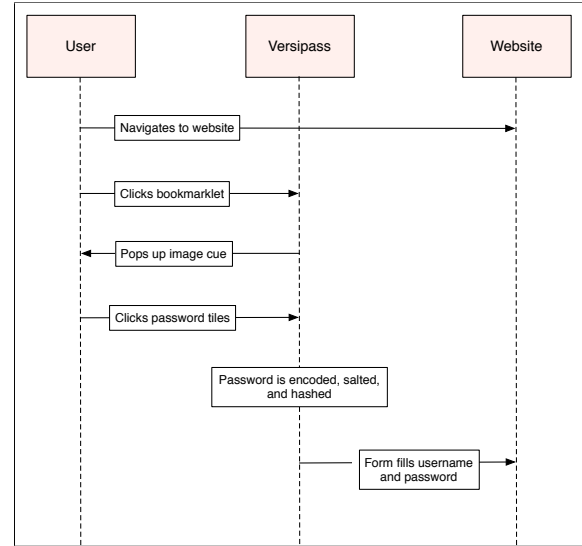 User
Versipass
Website
Navigates to website
Clicks bookmarklet
Pops up image cue
Clicks password tiles
Password is encoded, salted,
and hashed
Form fills username
and password